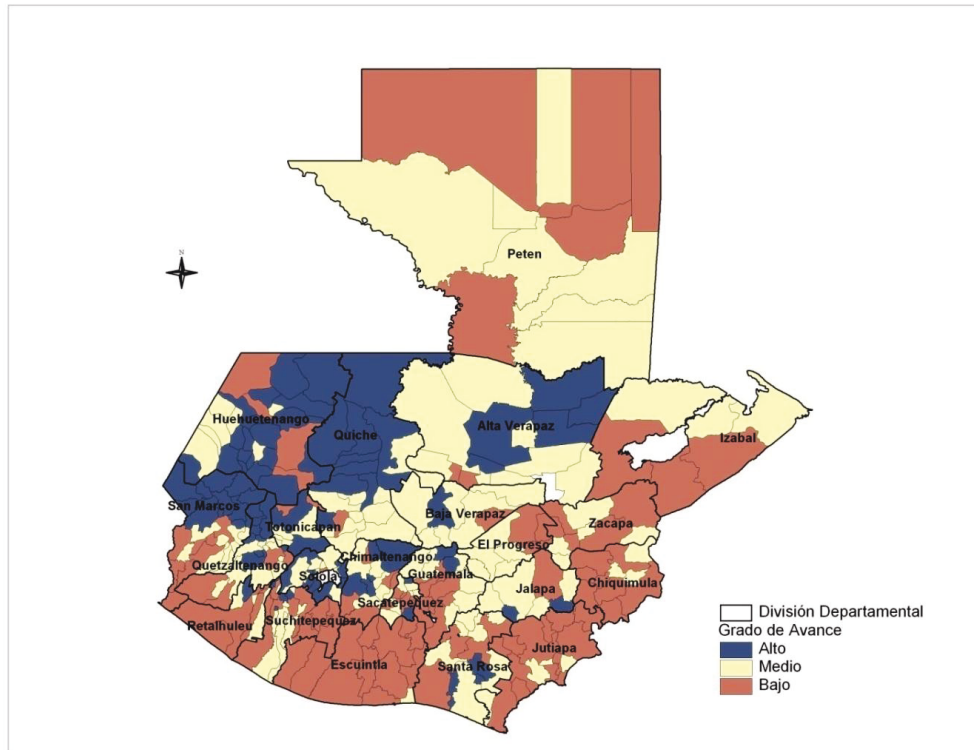 N
Peten
Huehuetenango
Quiche
Alta Verapaz
Izabal
San Marcos
Totonicapan
Baja Verapaz
Zacapa
El Progreso
Quetzaltenango
Solola
Chimaltenango
Guatemala
Jalapa
Chiquimula
Sacatepequez
Retalhuleu
Suchitepequez
Escuintla
Santa Rosa
Jutiapa
División Departamental
Grado de Avance
Alto
Medio
Bajo